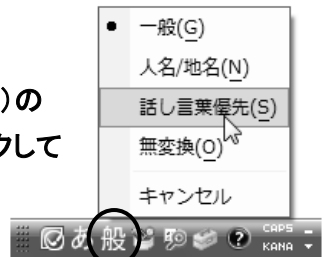 一般(G)
人名/地名(N)
)の
話し言葉優先(S)
クして
無変換(O)
キャンセル
あ 般 ? CAPS
KANA